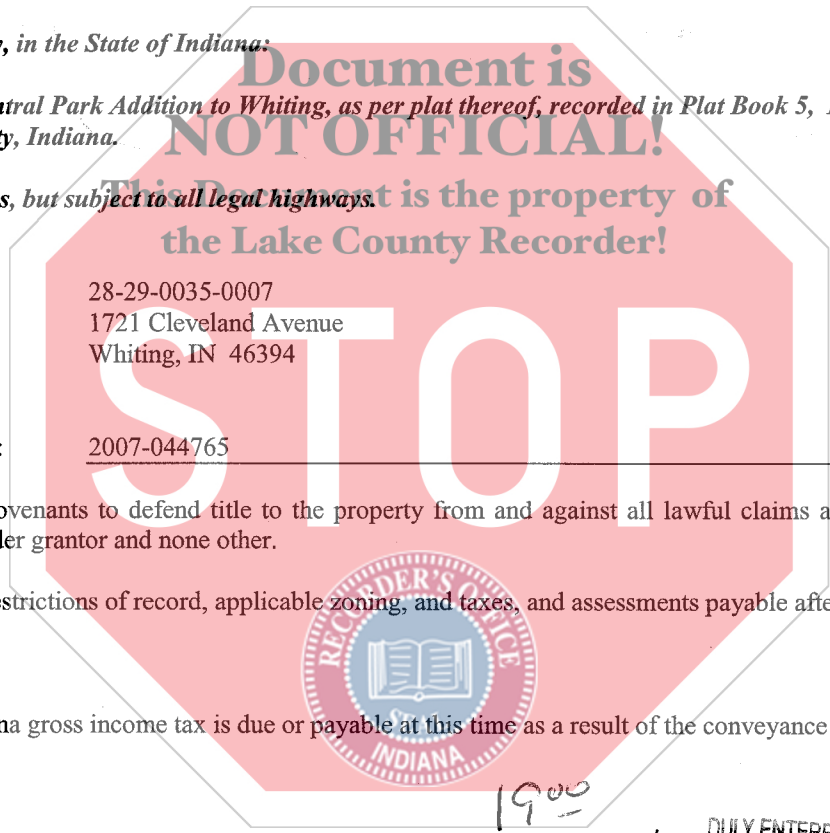 , in the State of Indiana:
Document is
ntral Park Addition to Whiting, as per plat thereof, recorded in Plat Book 5,
NOT OFFICIAL!
y, Indiana.
This Document is the property of
s, but subject to all legal highways.
the Lake County Recorder!
28-29-0035-0007
1721 Cleveland Avenue
Whiting, IN 46394
STOP
: 2007-044765
ovenants to defend title to the property from and against all lawful claims a
der grantor and none other.
RECORDER'S OFFICE
estrictions of record, applicable zoning, and taxes, and assessments payable afte
SEAL
na gross income tax is due or payable at this time as a result of the conveyance
INDIANA
19 00
DULY ENTERE